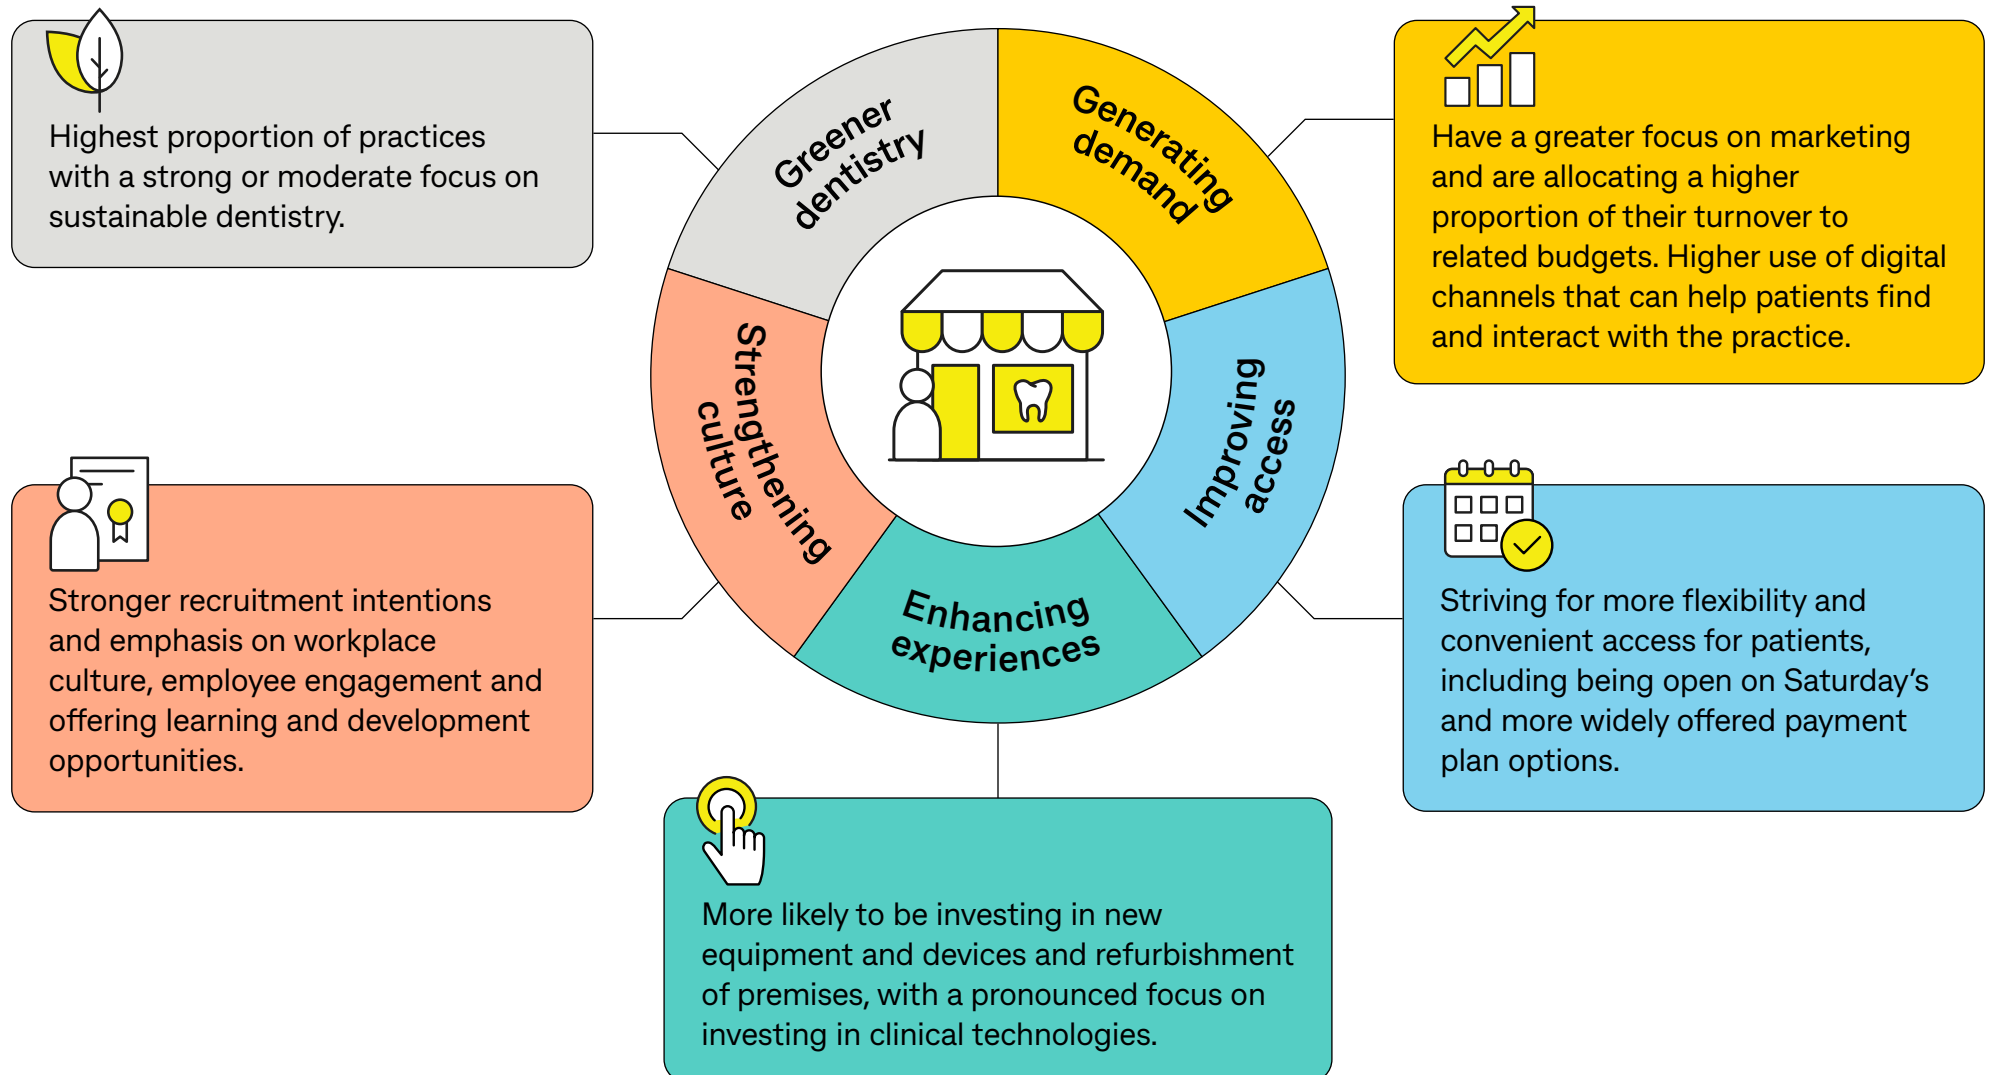 Highest proportion of practices
with a strong or moderate focus on
sustainable dentistry.
Greener
dentistry
Generating
demand
Have a greater focus on marketing
and are allocating a higher
proportion of their turnover to
related budgets. Higher use of digital
channels that can help patients find
and interact with the practice.
Strengthening
culture
Improving
access
Enhancing
experiences
Stronger recruitment intentions
and emphasis on workplace
culture, employee engagement and
offering learning and development
opportunities.
Striving for more flexibility and
convenient access for patients,
including being open on Saturday’s
and more widely offered payment
plan options.
More likely to be investing in new
equipment and devices and refurbishment
of premises, with a pronounced focus on
investing in clinical technologies.